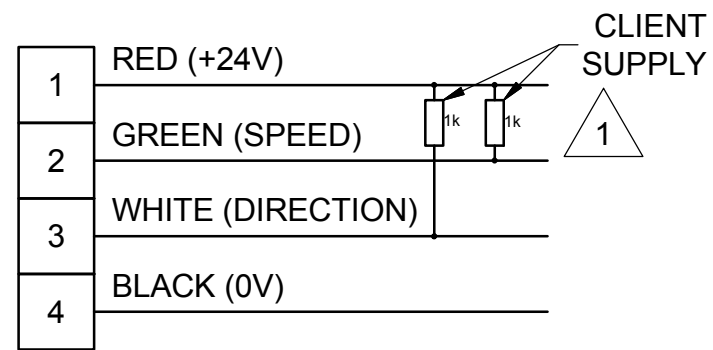 CLIENT
SUPPLY
RED (+24V)
1
1k
1k
1
GREEN (SPEED)
2
WHITE (DIRECTION)
3
BLACK (0V)
4